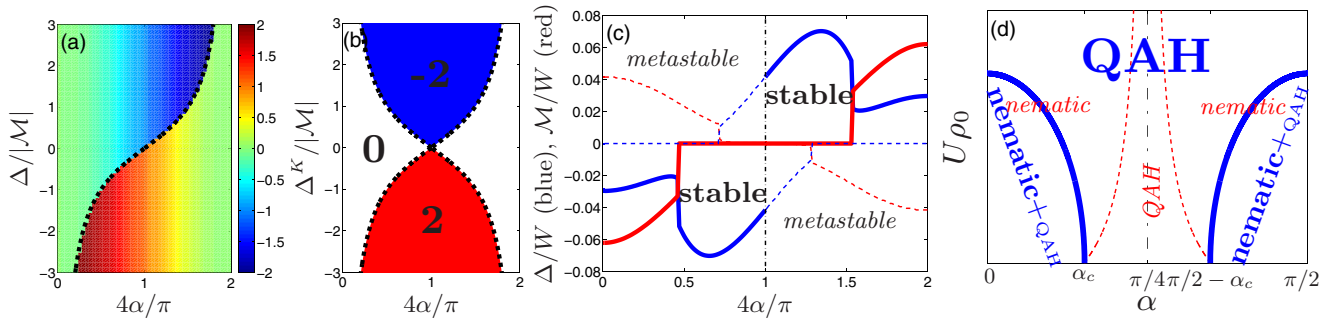 (a)
Δ/|ℳ|
3
2
1
0
−1
−2
−3
0
0.5
1
1.5
2
4α/π
2
1.5
1
0.5
0
−0.5
−1
−1.5
−2
(b)
Δ^K/|ℳ|
3
2
1
0
−1
−2
−3
-2
0
2
0
1
2
4α/π
(c)
Δ/W (blue), ℳ/W (red)
0.08
0.06
0.04
0.02
0
−0.02
−0.04
−0.06
−0.08
metastable
stable
stable
metastable
0
0.5
1
1.5
2
4α/π
(d)
Uρ₀
QAH
nematic
nematic
nematic+QAH
QAH
nematic+QAH
0
α_c
π/4
π/2 − α_c
π/2
α